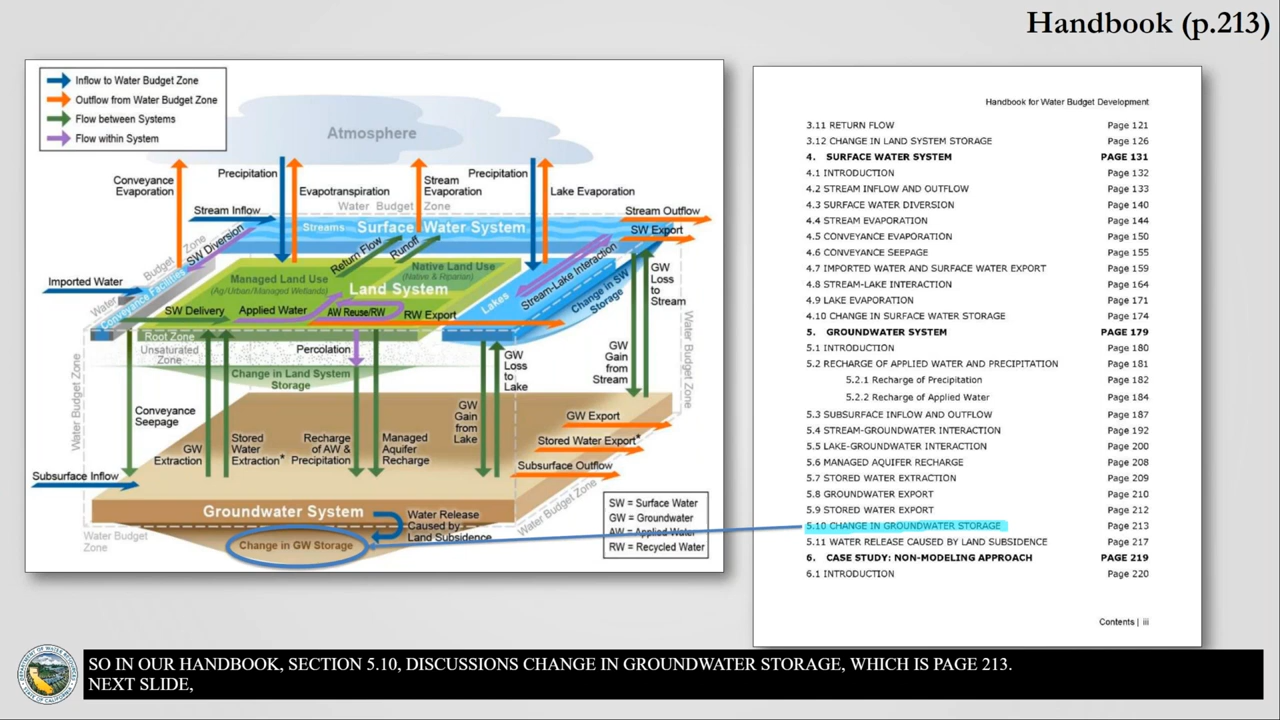 Handbook (p.213)
Inflow to Water Budget Zone
Outflow from Water Budget Zone
Flow between Systems
Flow within System
Atmosphere
Conveyance
Evaporation
Precipitation
Evapotranspiration
Stream
Evaporation
Precipitation
Lake Evaporation
Water Budget Zone
Stream Inflow
Stream Outflow
Streams
Surface Water System
SW Export
Budget Zone
SW Diversion
Return Flow
Runoff
Stream-Lake Interaction
Native Land Use
(Native & Riparian)
Managed Land Use
(Ag/Urban/Managed Wetlands)
Land System
Imported Water
Water
Conveyance Facilities
Lakes
Change in SW
Storage
GW
Loss
to
Stream
SW Delivery
Applied Water
AW Reuse/RW
RW Export
Root Zone
Unsaturated
Zone
Percolation
Change in Land System
Storage
GW
Loss
to
Lake
GW
Gain
from
Stream
Water Budget Zone
Water Budget Zone
Conveyance
Seepage
GW
Extraction
Stored
Water
Extraction*
Recharge
of AW &
Precipitation
Managed
Aquifer
Recharge
GW
Gain
from
Lake
GW Export
Stored Water Export*
Subsurface Outflow
Subsurface Inflow
Groundwater System
Water Release
Caused by
Land Subsidence
Water Budget Zone
Water Budget
Zone
Change in GW Storage
SW = Surface Water
GW = Groundwater
AW = Applied Water
RW = Recycled Water
Handbook for Water Budget Development
3.11 RETURN FLOW Page 121
3.12 CHANGE IN LAND SYSTEM STORAGE Page 126
4. SURFACE WATER SYSTEM PAGE 131
4.1 INTRODUCTION Page 132
4.2 STREAM INFLOW AND OUTFLOW Page 133
4.3 SURFACE WATER DIVERSION Page 140
4.4 STREAM EVAPORATION Page 144
4.5 CONVEYANCE EVAPORATION Page 150
4.6 CONVEYANCE SEEPAGE Page 155
4.7 IMPORTED WATER AND SURFACE WATER EXPORT Page 159
4.8 STREAM-LAKE INTERACTION Page 164
4.9 LAKE EVAPORATION Page 171
4.10 CHANGE IN SURFACE WATER STORAGE Page 174
5. GROUNDWATER SYSTEM PAGE 179
5.1 INTRODUCTION Page 180
5.2 RECHARGE OF APPLIED WATER AND PRECIPITATION Page 181
5.2.1 Recharge of Precipitation Page 182
5.2.2 Recharge of Applied Water Page 184
5.3 SUBSURFACE INFLOW AND OUTFLOW Page 187
5.4 STREAM-GROUNDWATER INTERACTION Page 192
5.5 LAKE-GROUNDWATER INTERACTION Page 200
5.6 MANAGED AQUIFER RECHARGE Page 208
5.7 STORED WATER EXTRACTION Page 209
5.8 GROUNDWATER EXPORT Page 210
5.9 STORED WATER EXPORT Page 212
5.10 CHANGE IN GROUNDWATER STORAGE Page 213
5.11 WATER RELEASE CAUSED BY LAND SUBSIDENCE Page 217
6. CASE STUDY: NON-MODELING APPROACH PAGE 219
6.1 INTRODUCTION Page 220
Contents | iii
SO IN OUR HANDBOOK, SECTION 5.10, DISCUSSIONS CHANGE IN GROUNDWATER STORAGE, WHICH IS PAGE 213.
NEXT SLIDE,